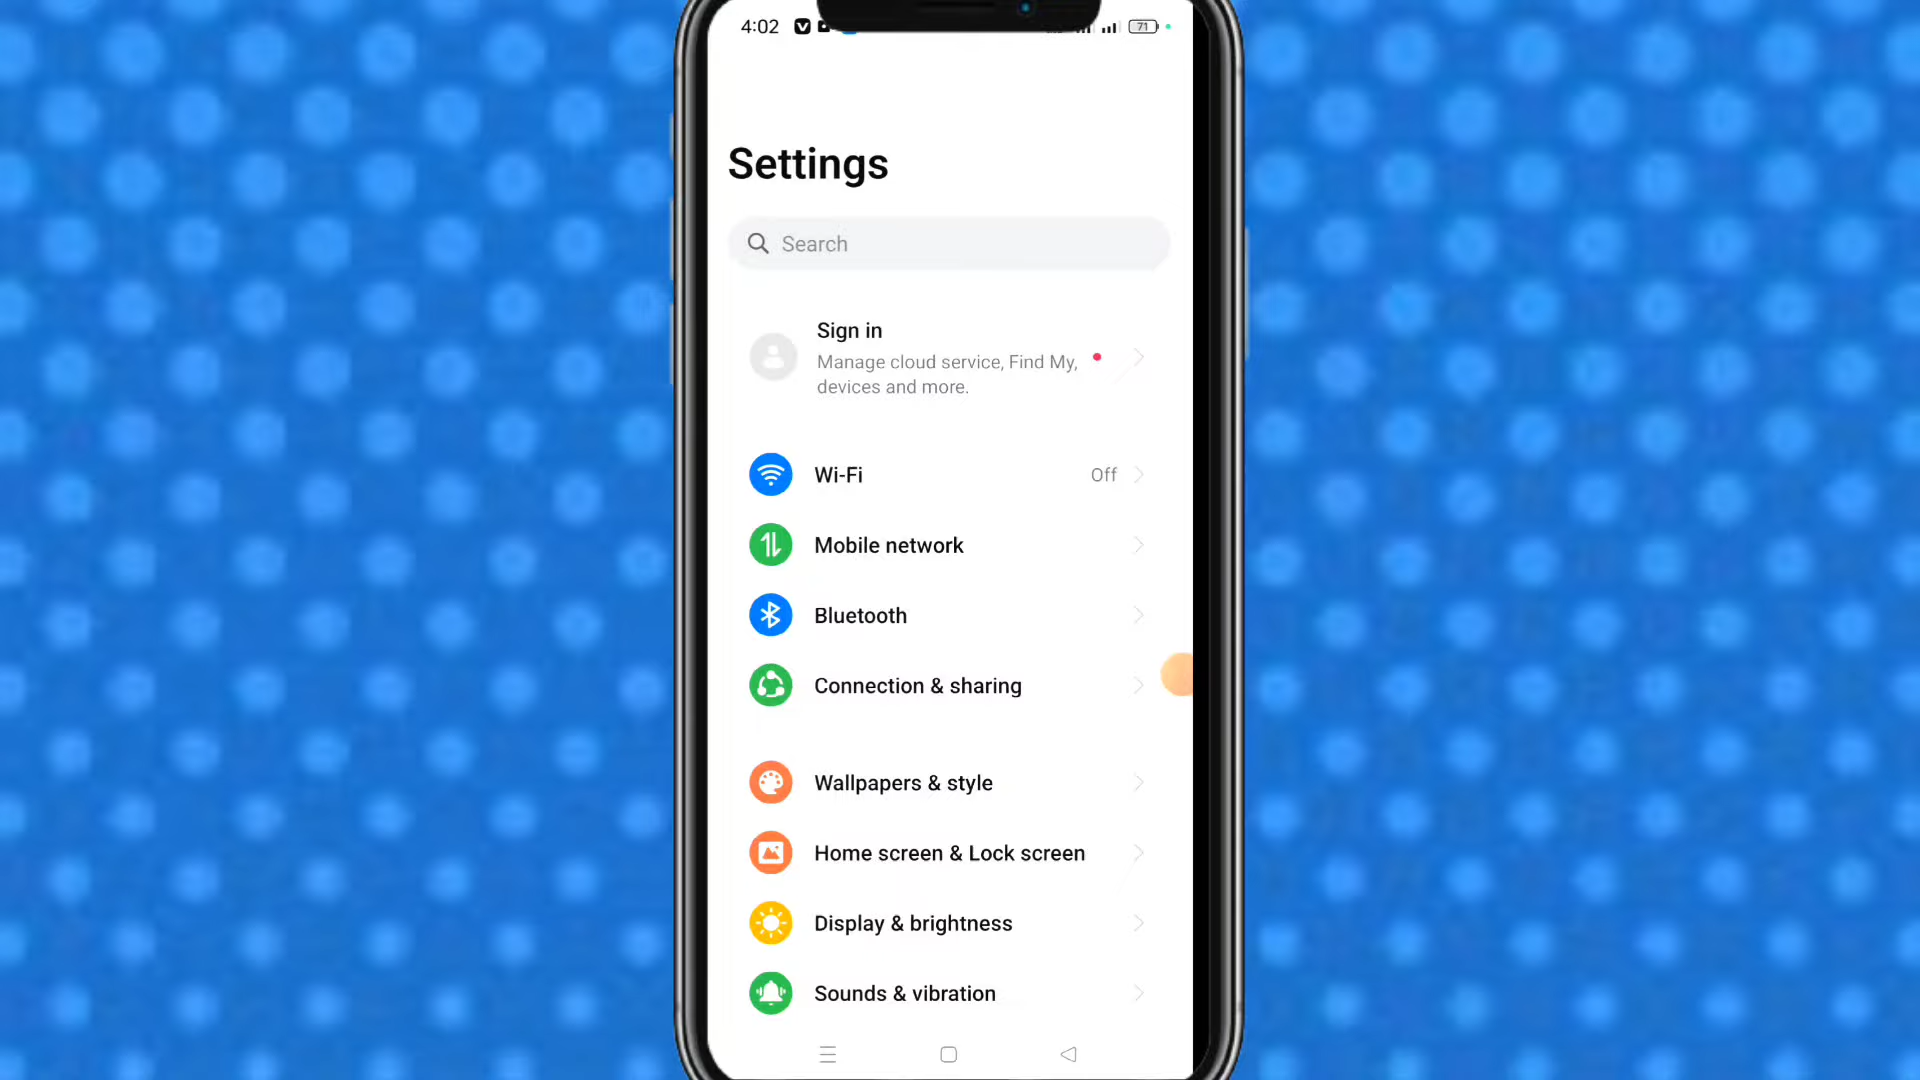 4:02
71
Settings
Search
Sign in
Manage cloud service, Find My,
devices and more.
Wi-Fi
Off
Mobile network
Bluetooth
Connection & sharing
Wallpapers & style
Home screen & Lock screen
Display & brightness
Sounds & vibration